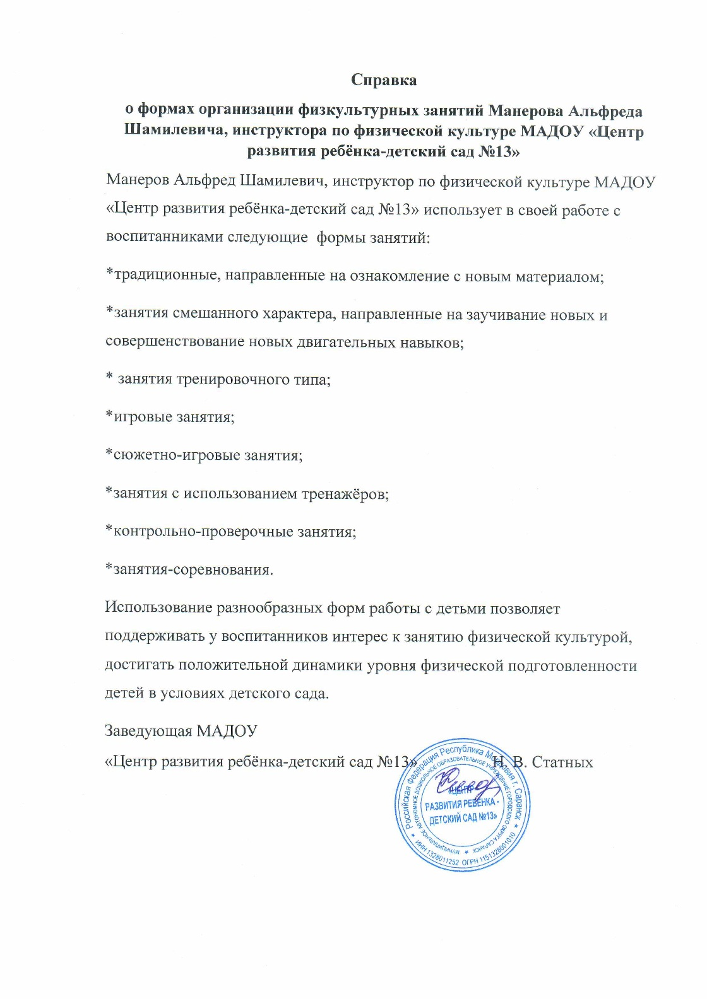 Справка
о формах организации физкультурных занятий Манерова Альфреда
Шамилевича, инструктора по физической культуре МАДОУ «Центр
развития ребёнка-детский сад №13»
Манеров Альфред Шамилевич, инструктор по физической культуре МАДОУ
«Центр развития ребёнка-детский сад №13» использует в своей работе с
воспитанниками следующие формы занятий:
*традиционные, направленные на ознакомление с новым материалом;
*занятия смешанного характера, направленные на заучивание новых и
совершенствование новых двигательных навыков;
* занятия тренировочного типа;
*игровые занятия;
*сюжетно-игровые занятия;
*занятия с использованием тренажёров;
*контрольно-проверочные занятия;
*занятия-соревнования.
Использование разнообразных форм работы с детьми позволяет
поддерживать у воспитанников интерес к занятию физической культурой,
достигать положительной динамики уровня физической подготовленности
детей в условиях детского сада.
Заведующая МАДОУ
«Центр развития ребёнка-детский сад №13» Н. В. Статных
Российская Федерация Республика Мордовия г. Саранск
ИНН 1328011252 ОГРН 1151328001010
МУНИЦИПАЛЬНОЕ АВТОНОМНОЕ ДОШКОЛЬНОЕ ОБРАЗОВАТЕЛЬНОЕ УЧРЕЖДЕНИЕ ГОРОДСКОГО ОКРУГА САРАНСК
«ЦЕНТР
РАЗВИТИЯ РЕБЕНКА -
ДЕТСКИЙ САД №13»